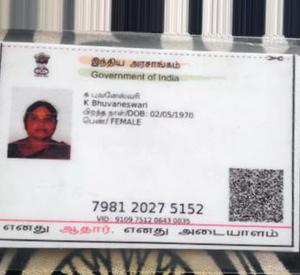 இந்திய அரசாங்கம்
Government of India
க புவனேஸ்வரி
K Bhuvaneswari
பிறந்த நாள்/DOB: 02/05/1970
பெண்/ FEMALE
7981 2027 5152
VID : 9109 7512 0643 0035
எனது ஆதார், எனது அடையாளம்